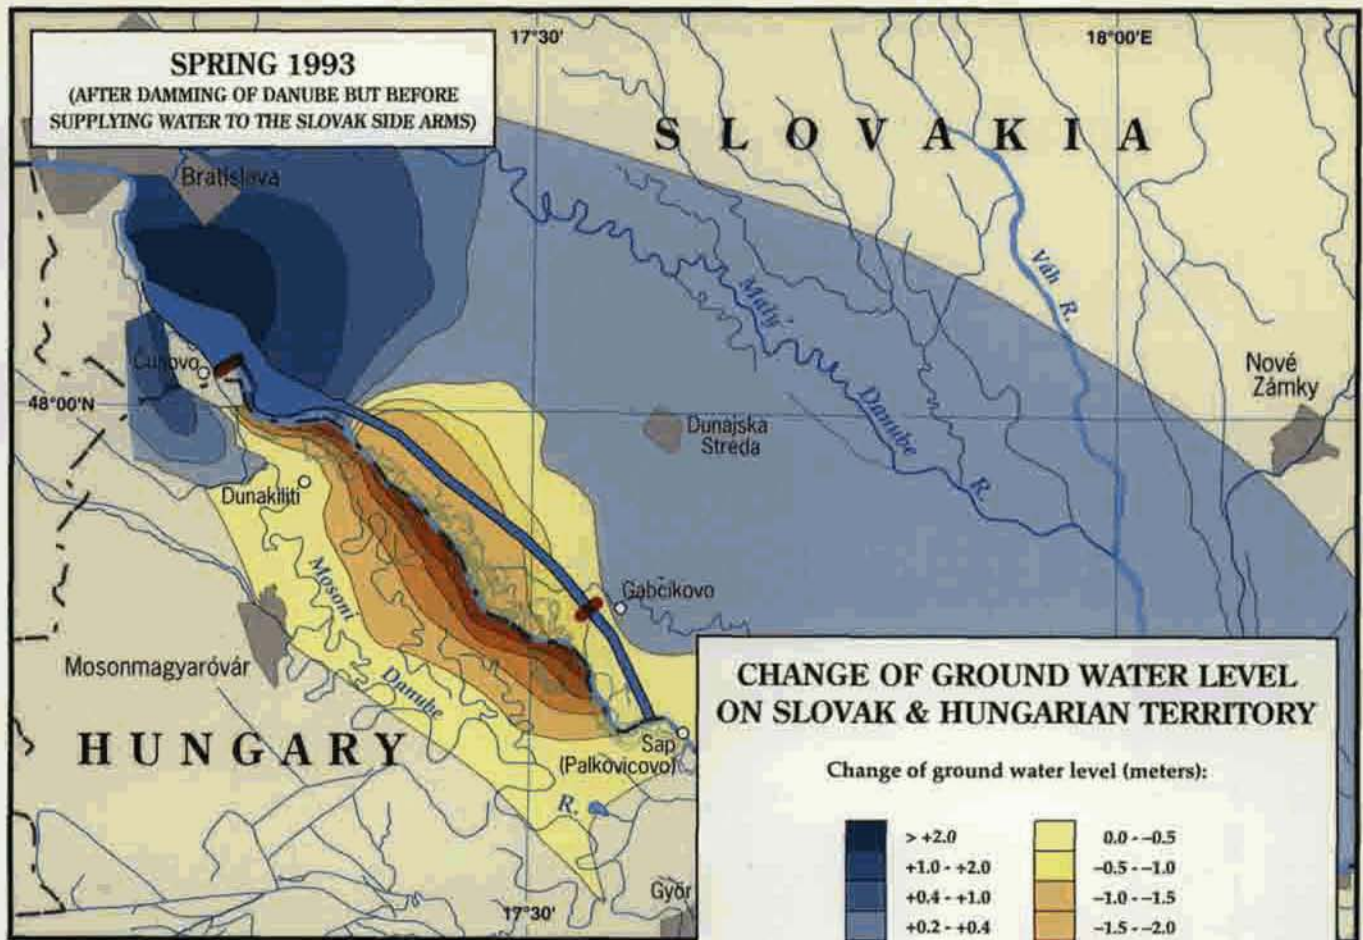 SPRING 1993
(AFTER DAMMING OF DANUBE BUT BEFORE
SUPPLYING WATER TO THE SLOVAK SIDE ARMS)
17°30'
18°00'E
SLOVAKIA
Bratislava
Váh R.
Malý Danube R.
Čunovo
48°00'N
Nové
Zámky
Dunajska
Streda
Dunakiliti
Mosoni Danube R.
Gabčikovo
Mosonmagyaróvár
HUNGARY
Sap
(Palkovicovo)
Győr
17°30'
CHANGE OF GROUND WATER LEVEL
ON SLOVAK & HUNGARIAN TERRITORY
Change of ground water level (meters):
> +2.0
+1.0 - +2.0
+0.4 - +1.0
+0.2 - +0.4
0.0 - -0.5
-0.5 - -1.0
-1.0 - -1.5
-1.5 - -2.0